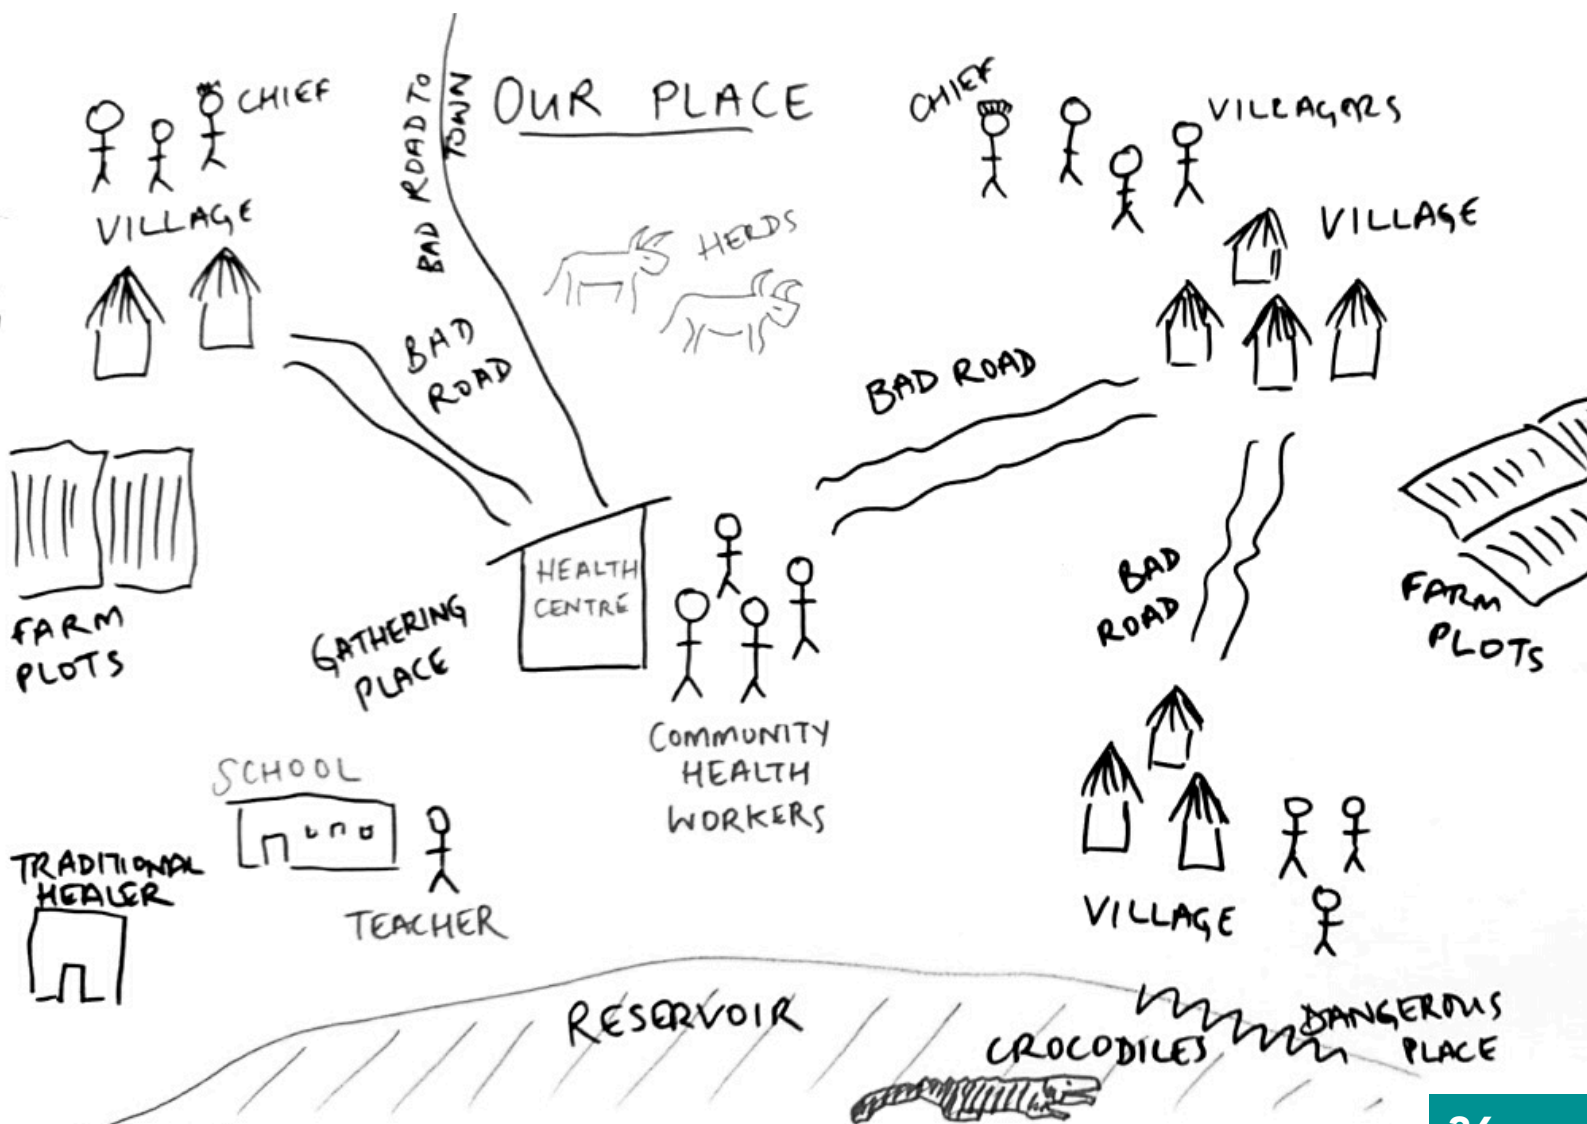 OUR PLACE
CHIEF
VILLAGE
BAD ROAD TO
TOWN
HERDS
CHIEF
VILLAGERS
VILLAGE
BAD
ROAD
BAD ROAD
FARM
PLOTS
GATHERING
PLACE
HEALTH
CENTRE
COMMUNITY
HEALTH
WORKERS
BAD
ROAD
FARM
PLOTS
SCHOOL
TEACHER
TRADITIONAL
HEALER
VILLAGE
RESERVOIR
CROCODILES
DANGEROUS
PLACE